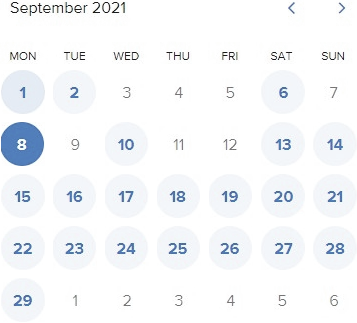 September 2021
MON TUE WED THU FRI SAT SUN
1 2 3 4 5 6 7
8 9 10 11 12 13 14
15 16 17 18 19 20 21
22 23 24 25 26 27 28
29 1 2 3 4 5 6